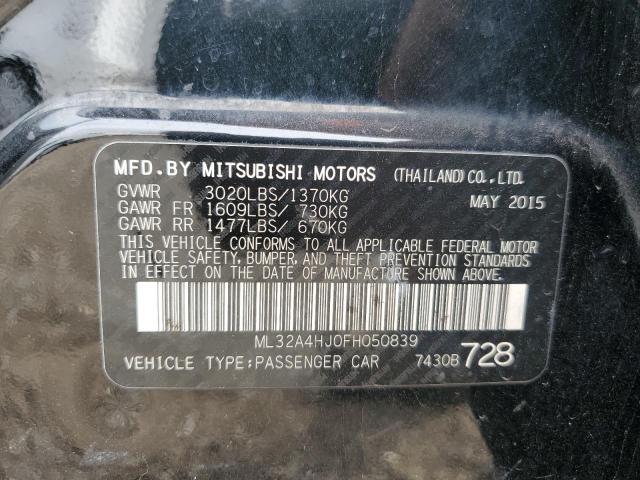 MFD. BY MITSUBISHI MOTORS (THAILAND) CO., LTD.
GVWR 3020LBS/1370KG MAY 2015
GAWR FR 1609LBS/ 730KG
GAWR RR 1477LBS/ 670KG
THIS VEHICLE CONFORMS TO ALL APPLICABLE FEDERAL MOTOR
VEHICLE SAFETY, BUMPER, AND THEFT PREVENTION STANDARDS
IN EFFECT ON THE DATE OF MANUFACTURE SHOWN ABOVE.
ML32A4HJ0FH050839
VEHICLE TYPE:PASSENGER CAR 7430B 728